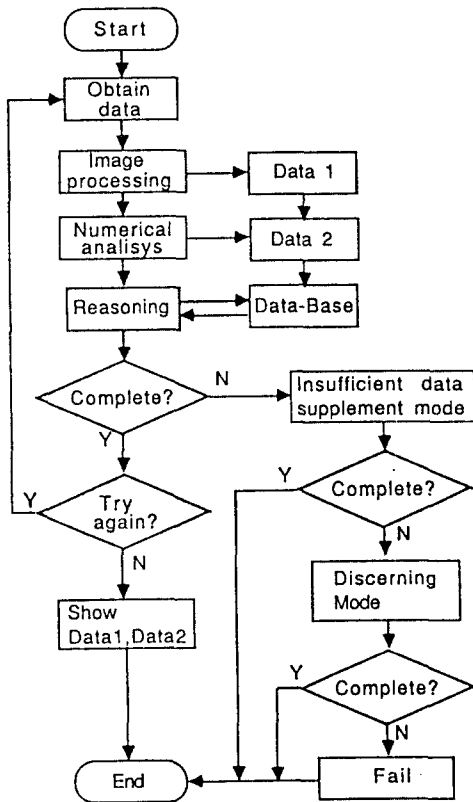 Start
Obtain
data
Image
processing
Data 1
Numerical
analisys
Data 2
Reasoning
Data-Base
Complete?
N
Y
Insufficient data
supplement mode
Y
Try
again?
N
Y
Complete?
N
Show
Data1,Data2
Discerning
Mode
Y
Complete?
N
End
Fail